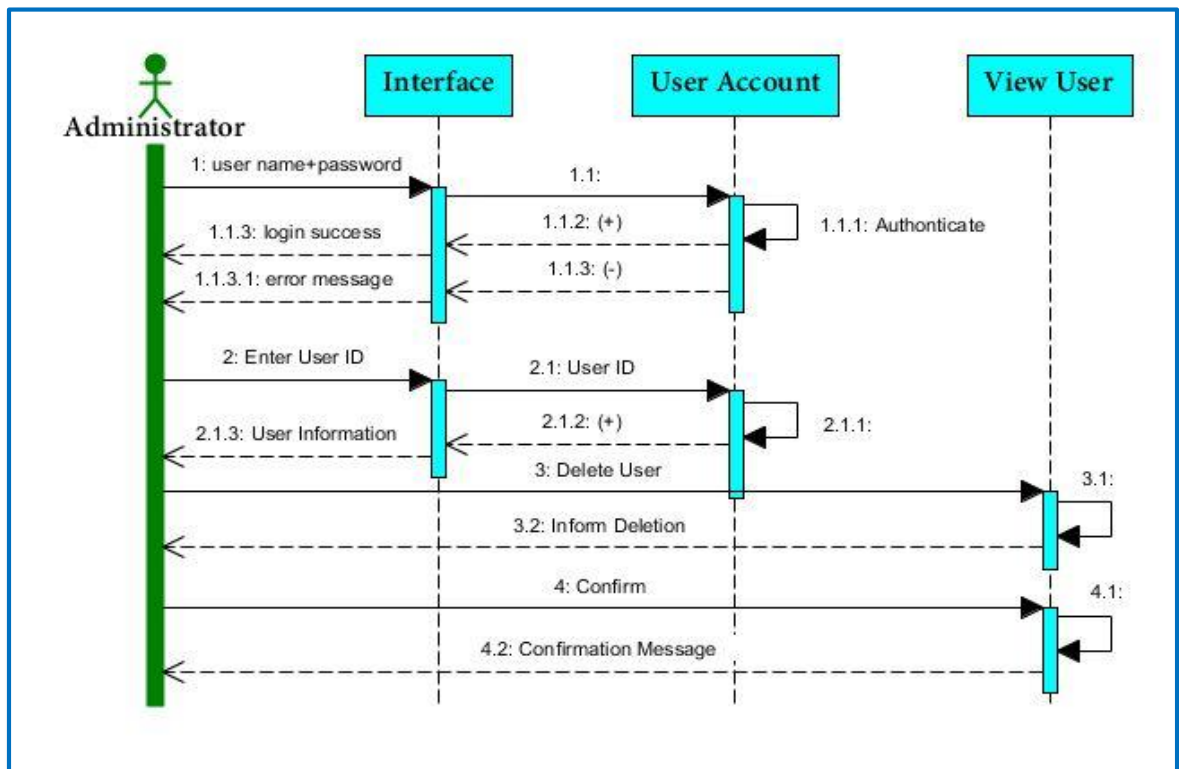 Interface
User Account
View User
Administrator
1: user name+password
1.1:
1.1.2: (+)
1.1.1: Authonticate
1.1.3: login success
1.1.3: (-)
1.1.3.1: error message
2: Enter User ID
2.1: User ID
2.1.2: (+)
2.1.1:
2.1.3: User Information
3: Delete User
3.1:
3.2: Inform Deletion
4: Confirm
4.1:
4.2: Confirmation Message